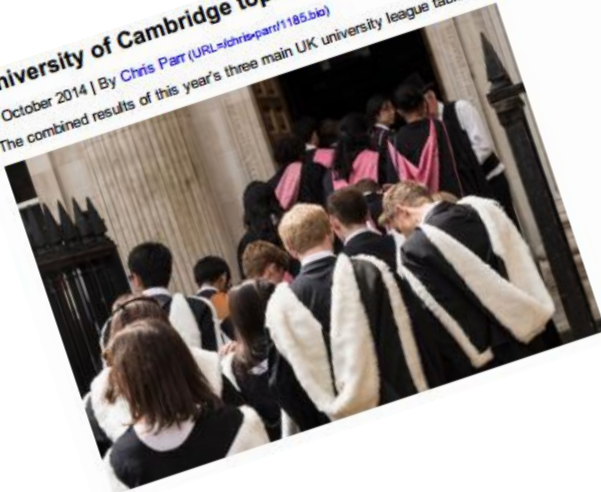 University of Cambridge top
October 2014 | By Chris Parr (URL=/chris-parr/1185.bio)
The combined results of this year's three main UK university league